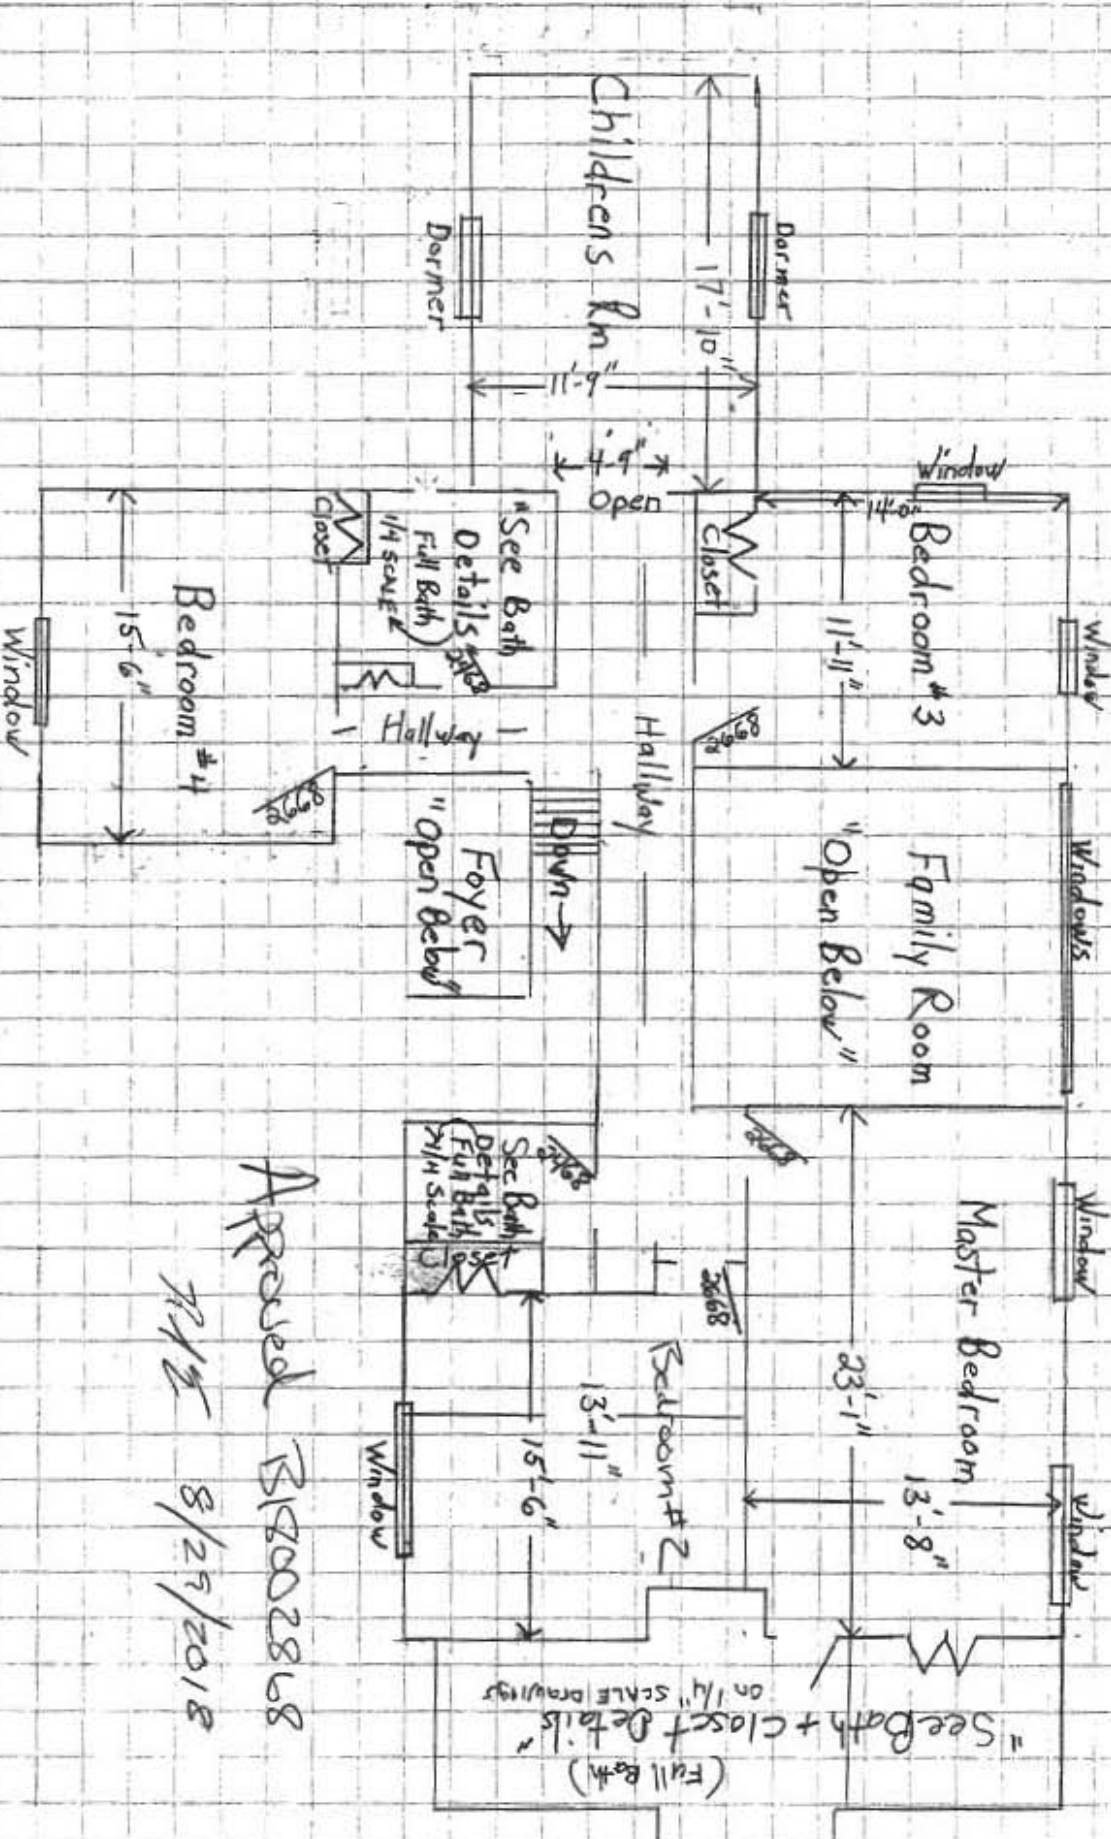 Childrens Rm
17'-10"
11'-9"
Dormer
Dormer
4'-9"
Open
Window
14'-0"
Bedroom #3
11'-11"
Window
Closet
2668
"See Bath
Details"
Full Bath)
1/4 SCALE
2468
Closet
Bedroom #4
15'-6"
Window
2668
Hallway
Hallway
Down →
Foyer
"Open Below"
Family Room
"Open Below"
Windows
2668
Master Bedroom
23'-1"
13'-8"
Window
Window
2668
2468
See Bath +
Details
(Full Bath
1/4 Scale)
Bedroom #2
13'-11"
15'-6"
Window
"See Bath + Closet Details"
on 1/4" SCALE Drawings
(Full Bath)
Approved B18002868
8/29/2018